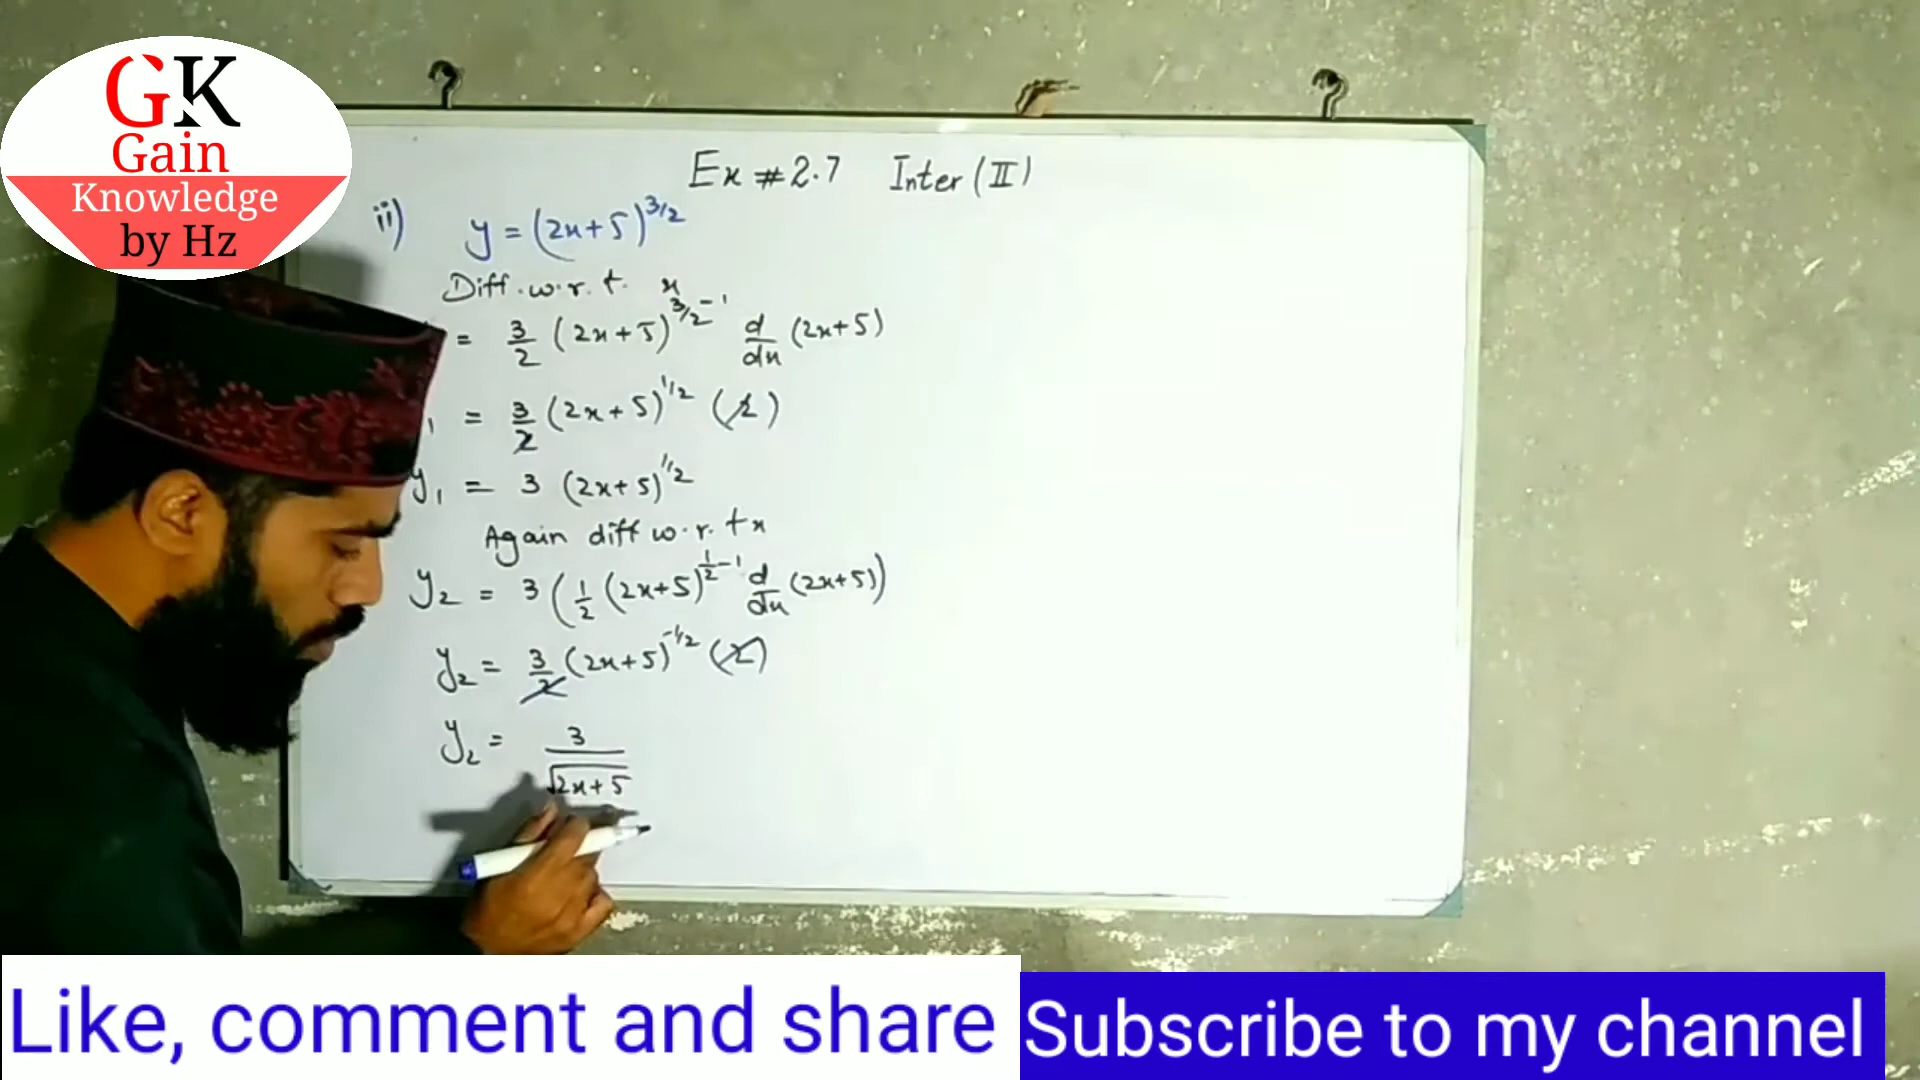 GK
Gain
Knowledge
by Hz
Ex # 2.7 Inter (II)
ii) y = (2x+5)^3/2
Diff. w.r.t. x
= 3/2 (2x+5)^3/2-1 d/dx (2x+5)
1 = 3/2 (2x+5)^1/2 (2)
y1 = 3 (2x+5)^1/2
Again diff w.r.t x
y2 = 3 (1/2 (2x+5)^1/2-1 d/dx (2x+5))
y2 = 3/2 (2x+5)^-1/2 (2)
y2 = 3/√2x+5
Like, comment and share
Subscribe to my channel